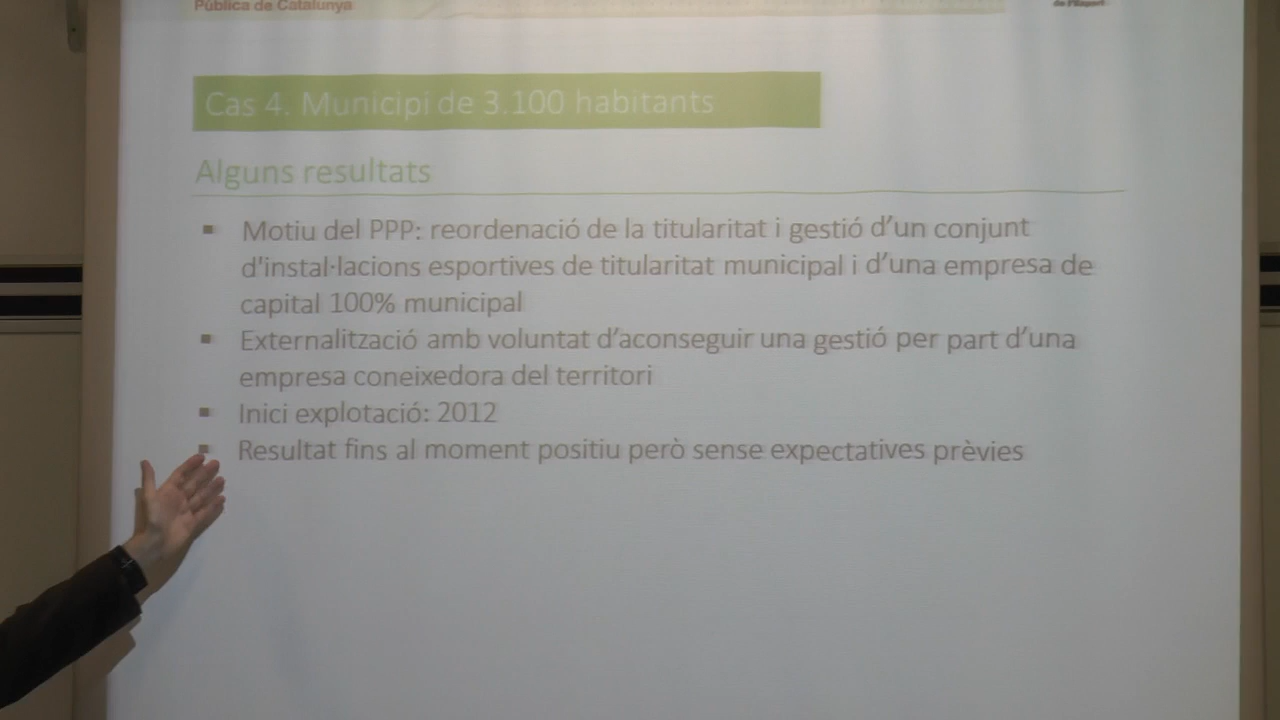 Pública de Catalunya
de l'Esport
Cas 4. Municipi de 3.100 habitants
Alguns resultats
▪ Motiu del PPP: reordenació de la titularitat i gestió d’un conjunt
d'instal·lacions esportives de titularitat municipal i d’una empresa de
capital 100% municipal
▪ Externalització amb voluntat d’aconseguir una gestió per part d’una
empresa coneixedora del territori
▪ Inici explotació: 2012
▪ Resultat fins al moment positiu però sense expectatives prèvies